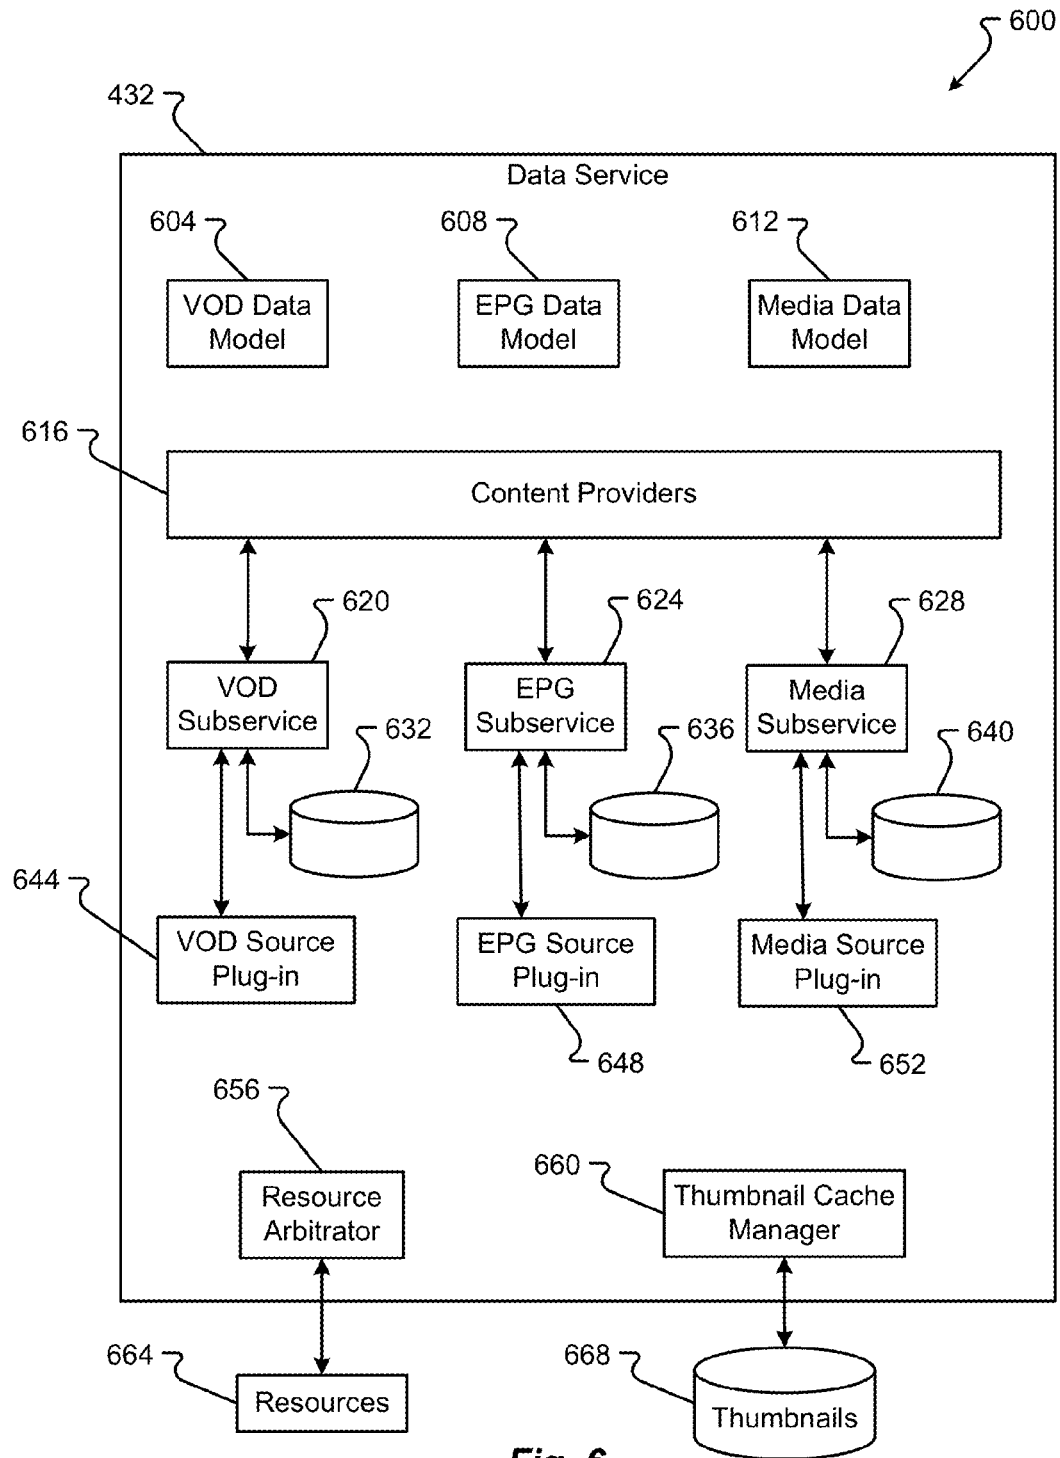 600
432
Data Service
604
608
612
VOD Data
Model
EPG Data
Model
Media Data
Model
616
Content Providers
620
624
628
VOD
Subservice
EPG
Subservice
Media
Subservice
632
636
640
644
VOD Source
Plug-in
EPG Source
Plug-in
Media Source
Plug-in
648
652
656
660
Resource
Arbitrator
Thumbnail Cache
Manager
664
668
Resources
Thumbnails
Fig. 6